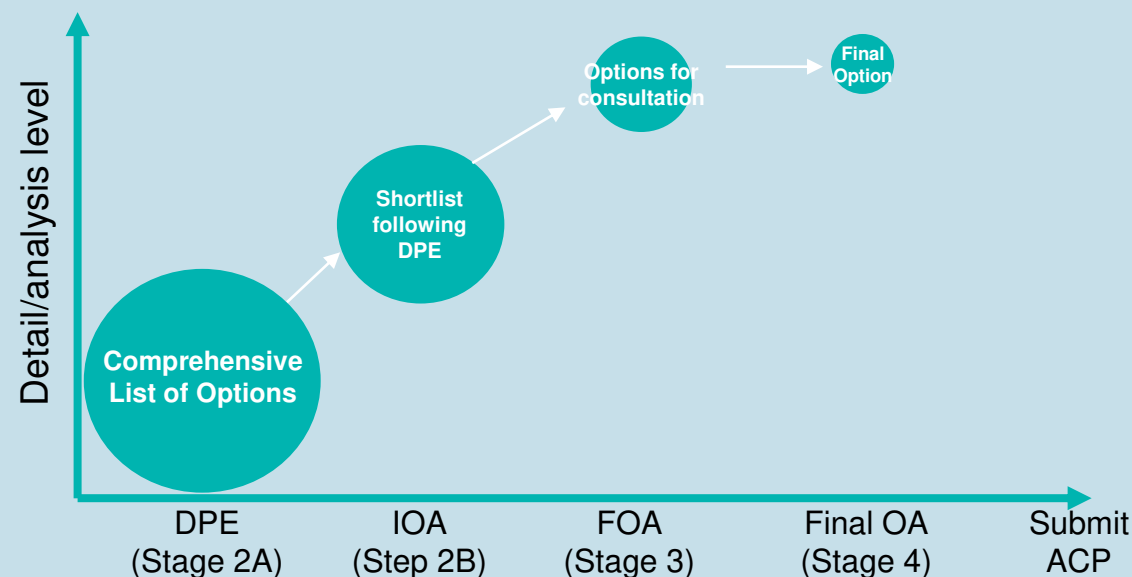 Detail/analysis level
Comprehensive
List of Options
Shortlist
following
DPE
Options for
consultation
Final
Option
DPE
(Stage 2A)
IOA
(Step 2B)
FOA
(Stage 3)
Final OA
(Stage 4)
Submit
ACP